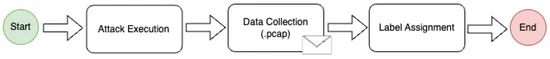 Start
Attack Execution
Data Collection
(.pcap)
Label Assignment
End